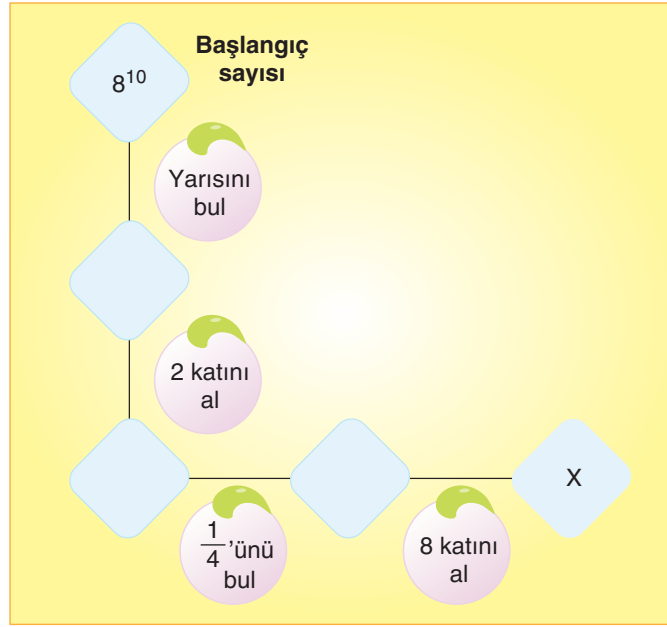 8¹⁰
Başlangıç
sayısı
Yarısını
bul
2 katını
al
1/4 'ünü
bul
8 katını
al
X